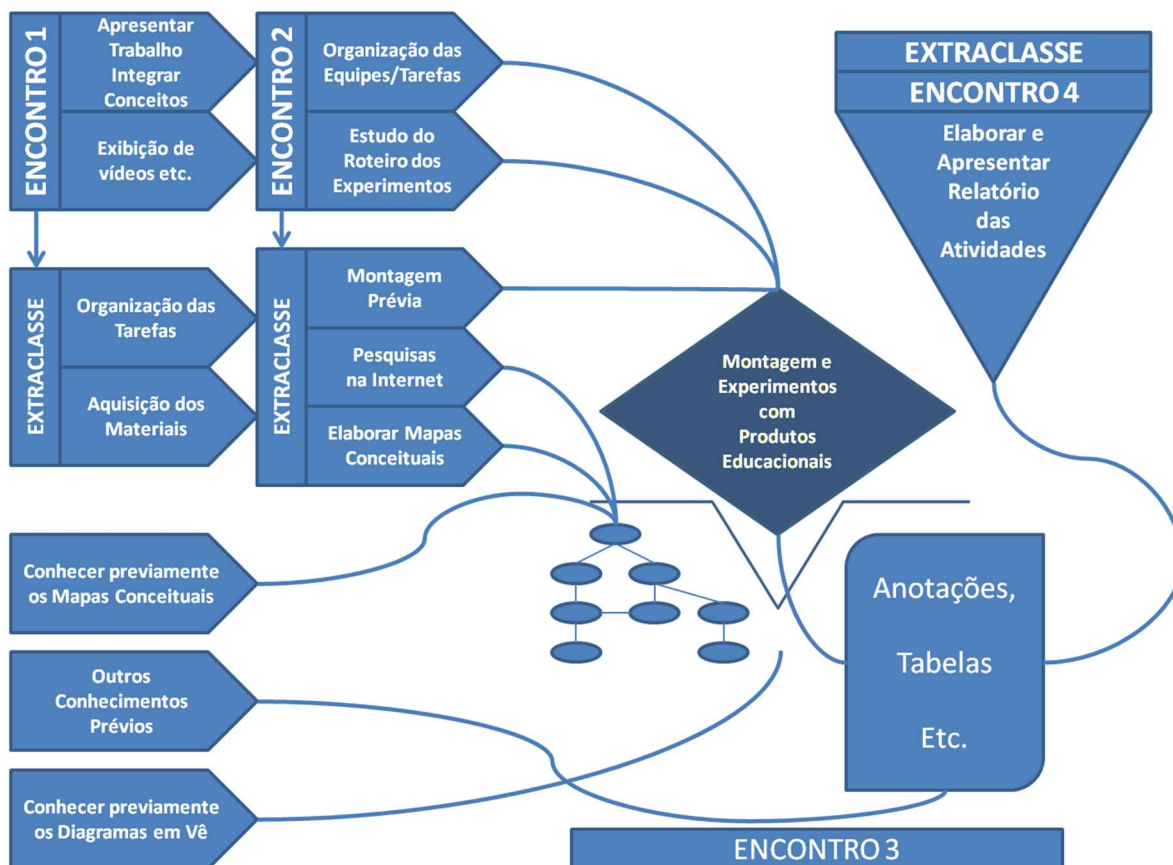 ENCONTRO 1
Apresentar
Trabalho
Integrar
Conceitos
Exibição de
vídeos etc.
ENCONTRO 2
Organização das
Equipes/Tarefas
Estudo do
Roteiro dos
Experimentos
EXTRACLASSE
ENCONTRO 4
Elaborar e
Apresentar
Relatório
das
Atividades
EXTRACLASSE
Organização das
Tarefas
Aquisição dos
Materiais
EXTRACLASSE
Montagem
Prévia
Pesquisas
na Internet
Elaborar Mapas
Conceituais
Montagem e
Experimentos
com
Produtos
Educacionais
Conhecer previamente
os Mapas Conceituais
Outros
Conhecimentos
Prévios
Conhecer previamente
os Diagramas em Vê
Anotações,
Tabelas
Etc.
ENCONTRO 3